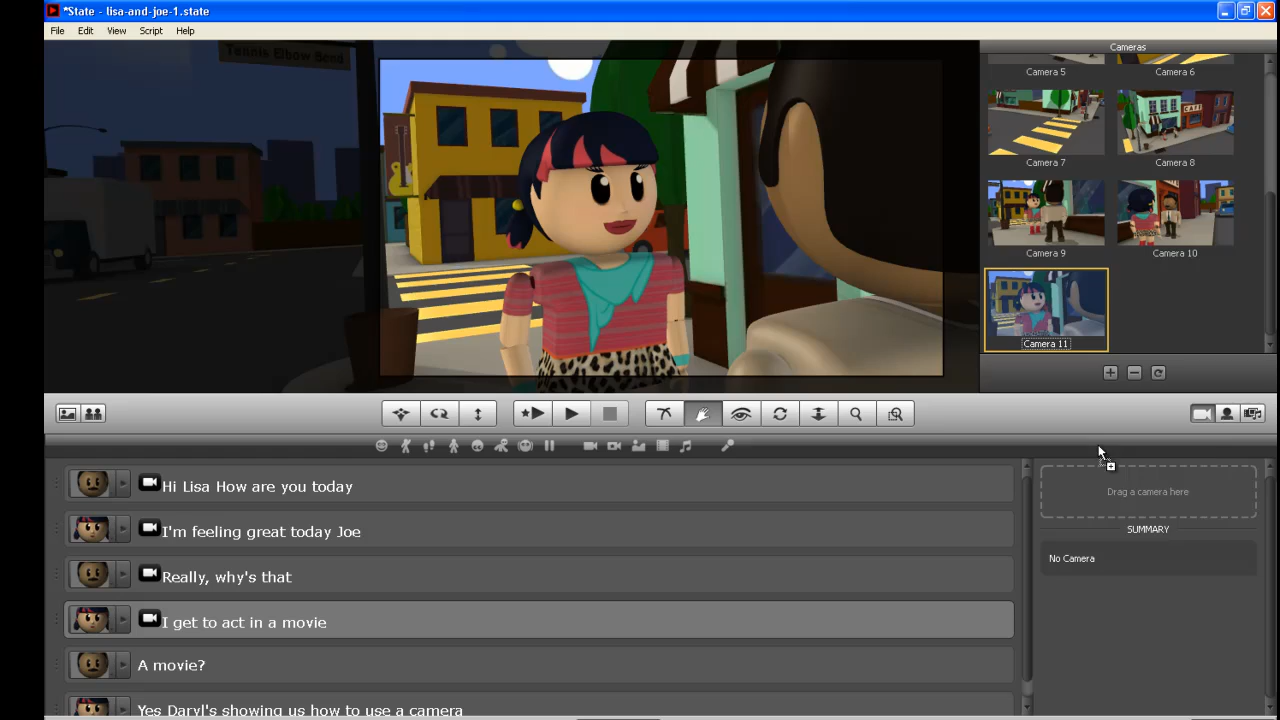 *State - lisa-and-joe-1.state
File Edit View Script Help
Tennis Elbow Bend
Cameras
Camera 5 Camera 6
CAFE
Camera 7 Camera 8
Camera 9 Camera 10
Camera 11
Hi Lisa How are you today
I'm feeling great today Joe
Really, why's that
I get to act in a movie
A movie?
Yes Daryl's showing us how to use a camera
Drag a camera here
SUMMARY
No Camera